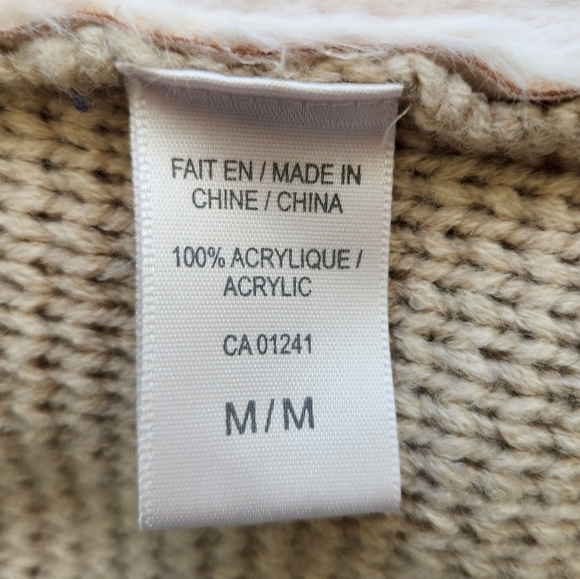 FAIT EN / MADE IN
CHINE / CHINA
100% ACRYLIQUE /
ACRYLIC
CA 01241
M / M